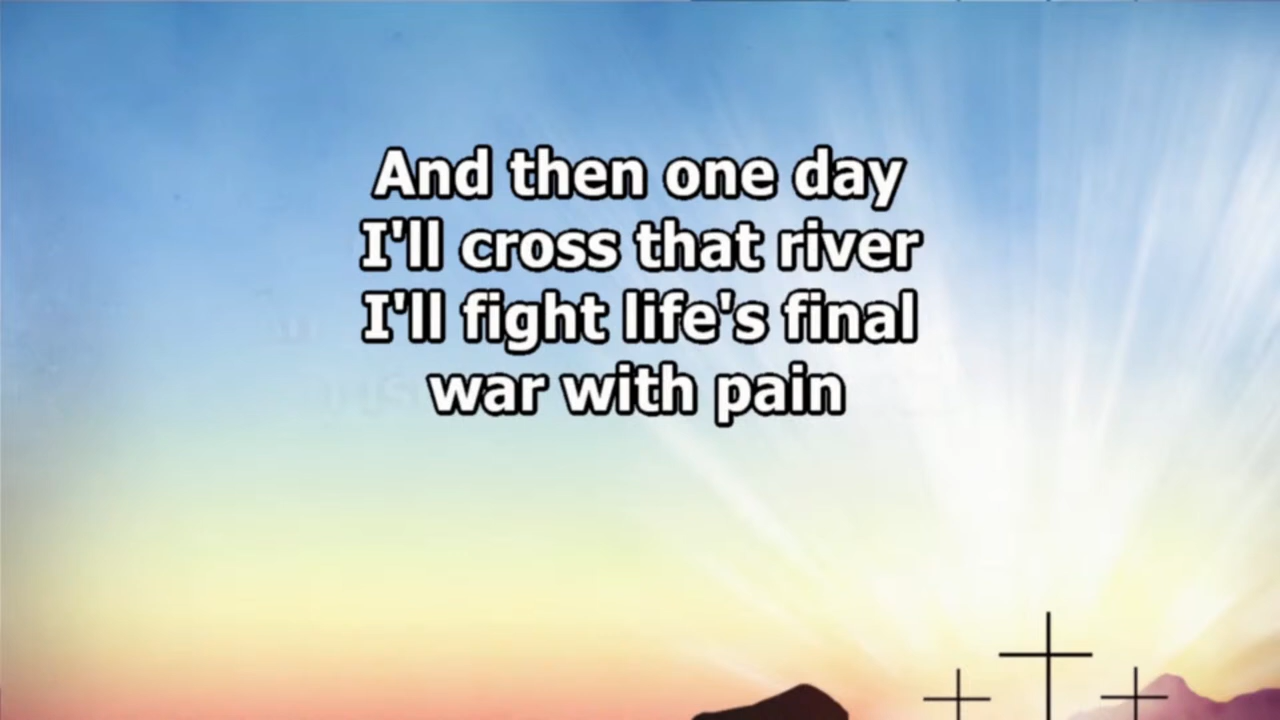 And then one day
I'll cross that river
I'll fight life's final
war with pain